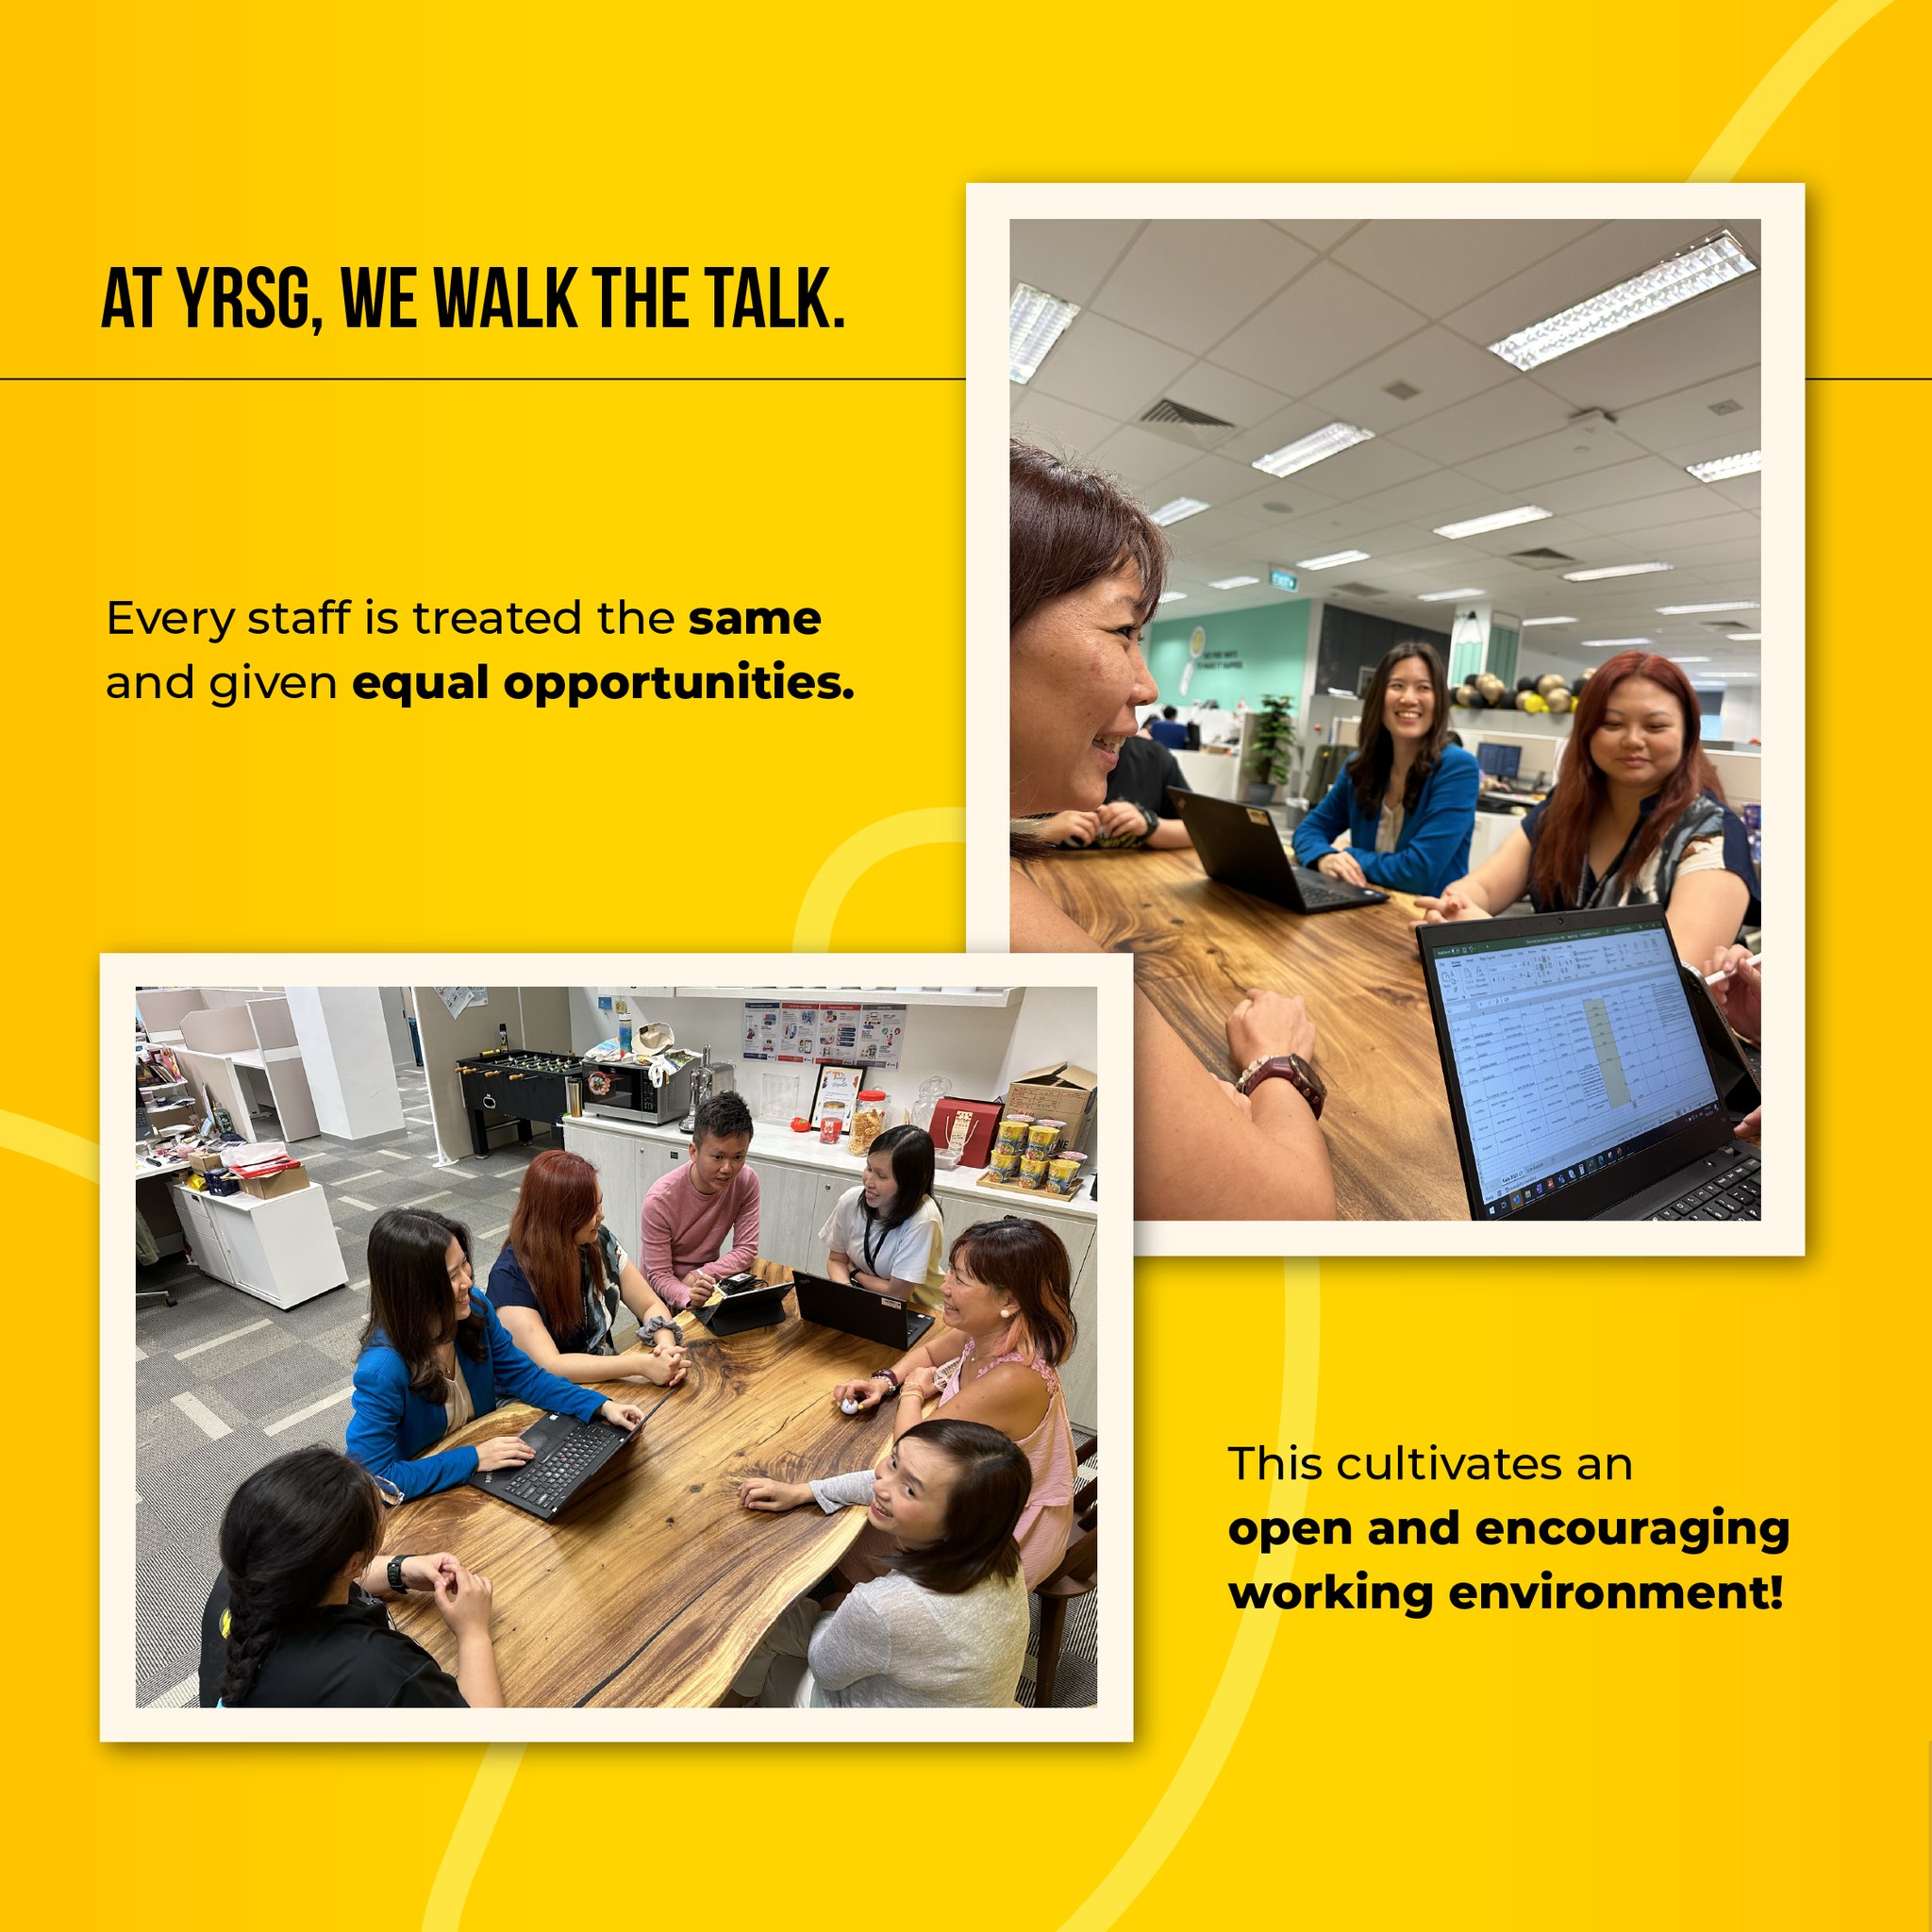 AT YRSG, WE WALK THE TALK.
Every staff is treated the same
and given equal opportunities.
EXIT
This cultivates an
open and encouraging
working environment!